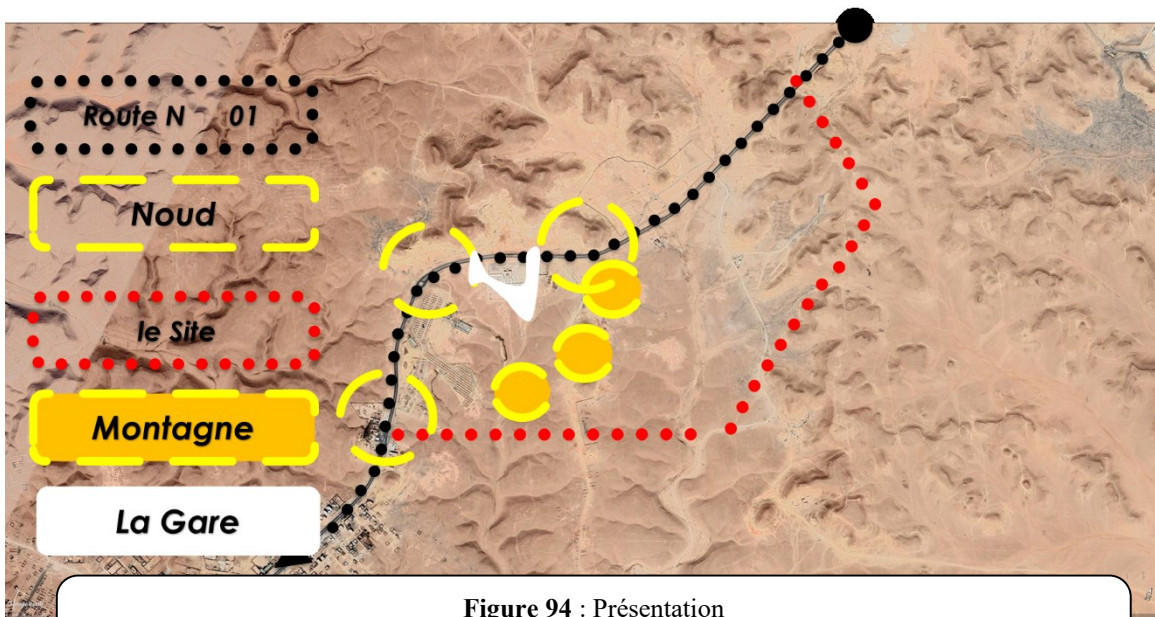 Route N 01
Noud
le Site
Montagne
La Gare
Figure 94 : Présentation